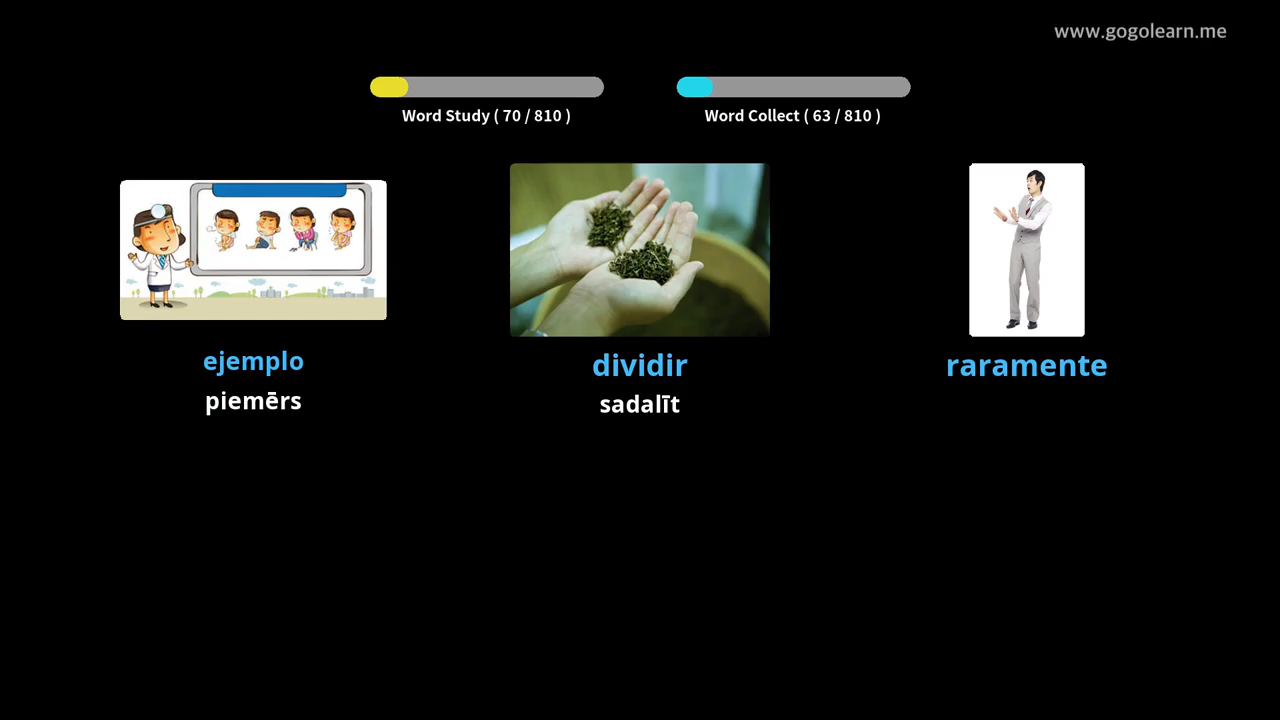 www.gogolearn.me
Word Study ( 70 / 810 )
Word Collect ( 63 / 810 )
ejemplo
piemērs
dividir
sadalīt
raramente